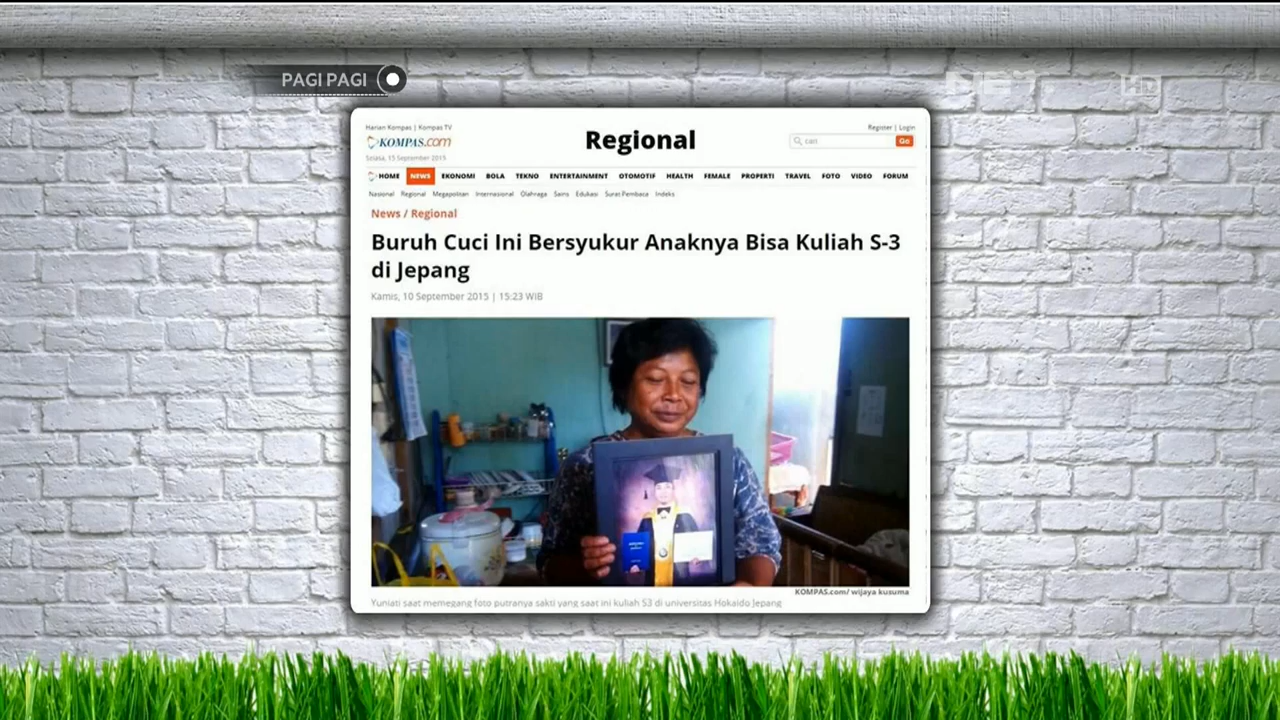 PAGI PAGI
NET.
HD
Harian Kompas | Kompas TV
KOMPAS.com
Selasa, 15 September 2015
Regional
Register | Login
cari
Go
HOME NEWS EKONOMI BOLA TEKNO ENTERTAINMENT OTOMOTIF HEALTH FEMALE PROPERTI TRAVEL FOTO VIDEO FORUM
Nasional Regional Megapolitan Internasional Olahraga Sains Edukasi Surat Pembaca Indeks
News / Regional
Buruh Cuci Ini Bersyukur Anaknya Bisa Kuliah S-3
di Jepang
Kamis, 10 September 2015 | 15:23 WIB
KOMPAS.com/ wijaya kusuma
Yuniati saat memegang foto putranya sakti yang saat ini kuliah S3 di universitas Hokaido Jepang